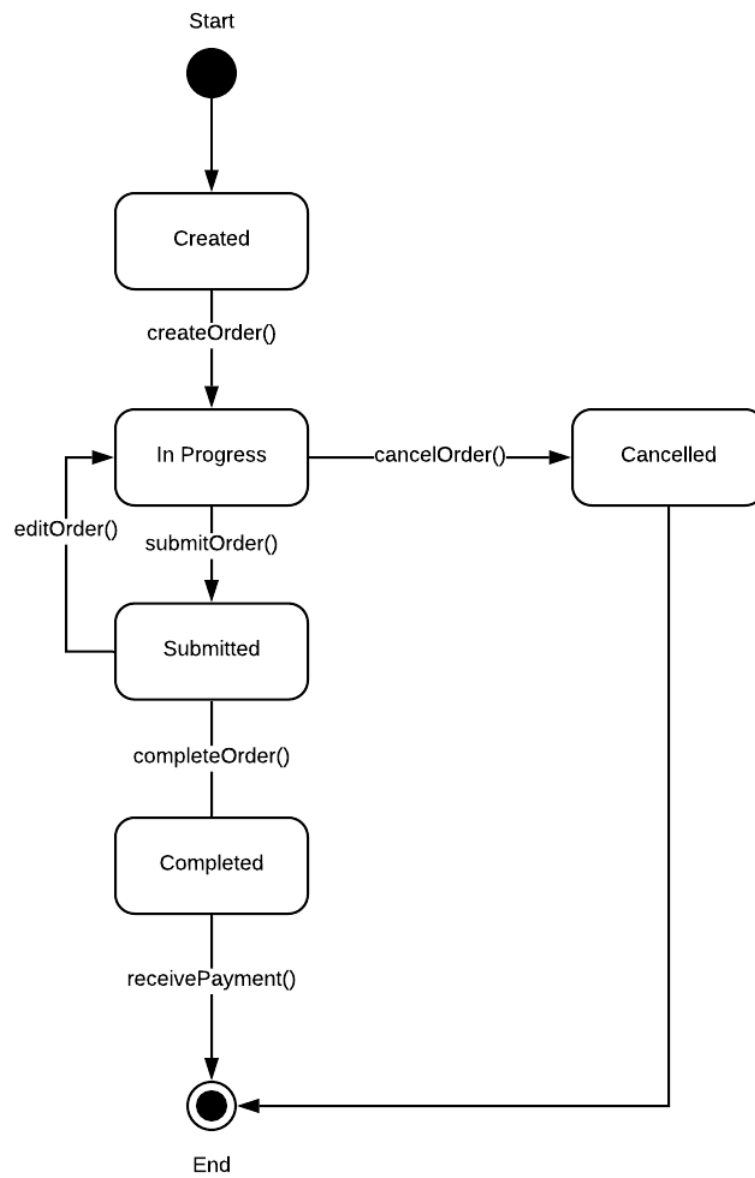 Start
Created
createOrder()
In Progress
cancelOrder()
Cancelled
editOrder()
submitOrder()
Submitted
completeOrder()
Completed
receivePayment()
End